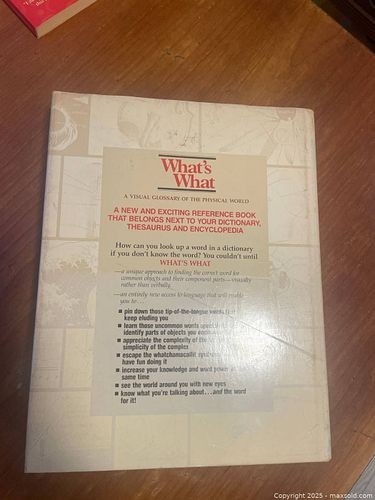 What's
What
A VISUAL GLOSSARY OF THE PHYSICAL WORLD
A NEW AND EXCITING REFERENCE BOOK
THAT BELONGS NEXT TO YOUR DICTIONARY,
THESAURUS AND ENCYCLOPEDIA
How can you look up a word in a dictionary
if you don't know the word? You couldn't until
WHAT'S WHAT
—a unique approach to finding the correct word for
common objects and their component parts—visually
rather than verbally
—an entirely new access to language that will enable
you to...
■ pin down those tip-of-the-tongue words that
keep eluding you
■ learn those uncommon words
identify parts of objects you
■ appreciate the complexity of the
simplicity of the complex
■ escape the whatchamacallit
have fun doing it
■ increase your knowledge and word power at the
same time
■ see the world around you with new eyes
■ know what you're talking about...and the word
for it!
Copyright 2025 - maxsold.com